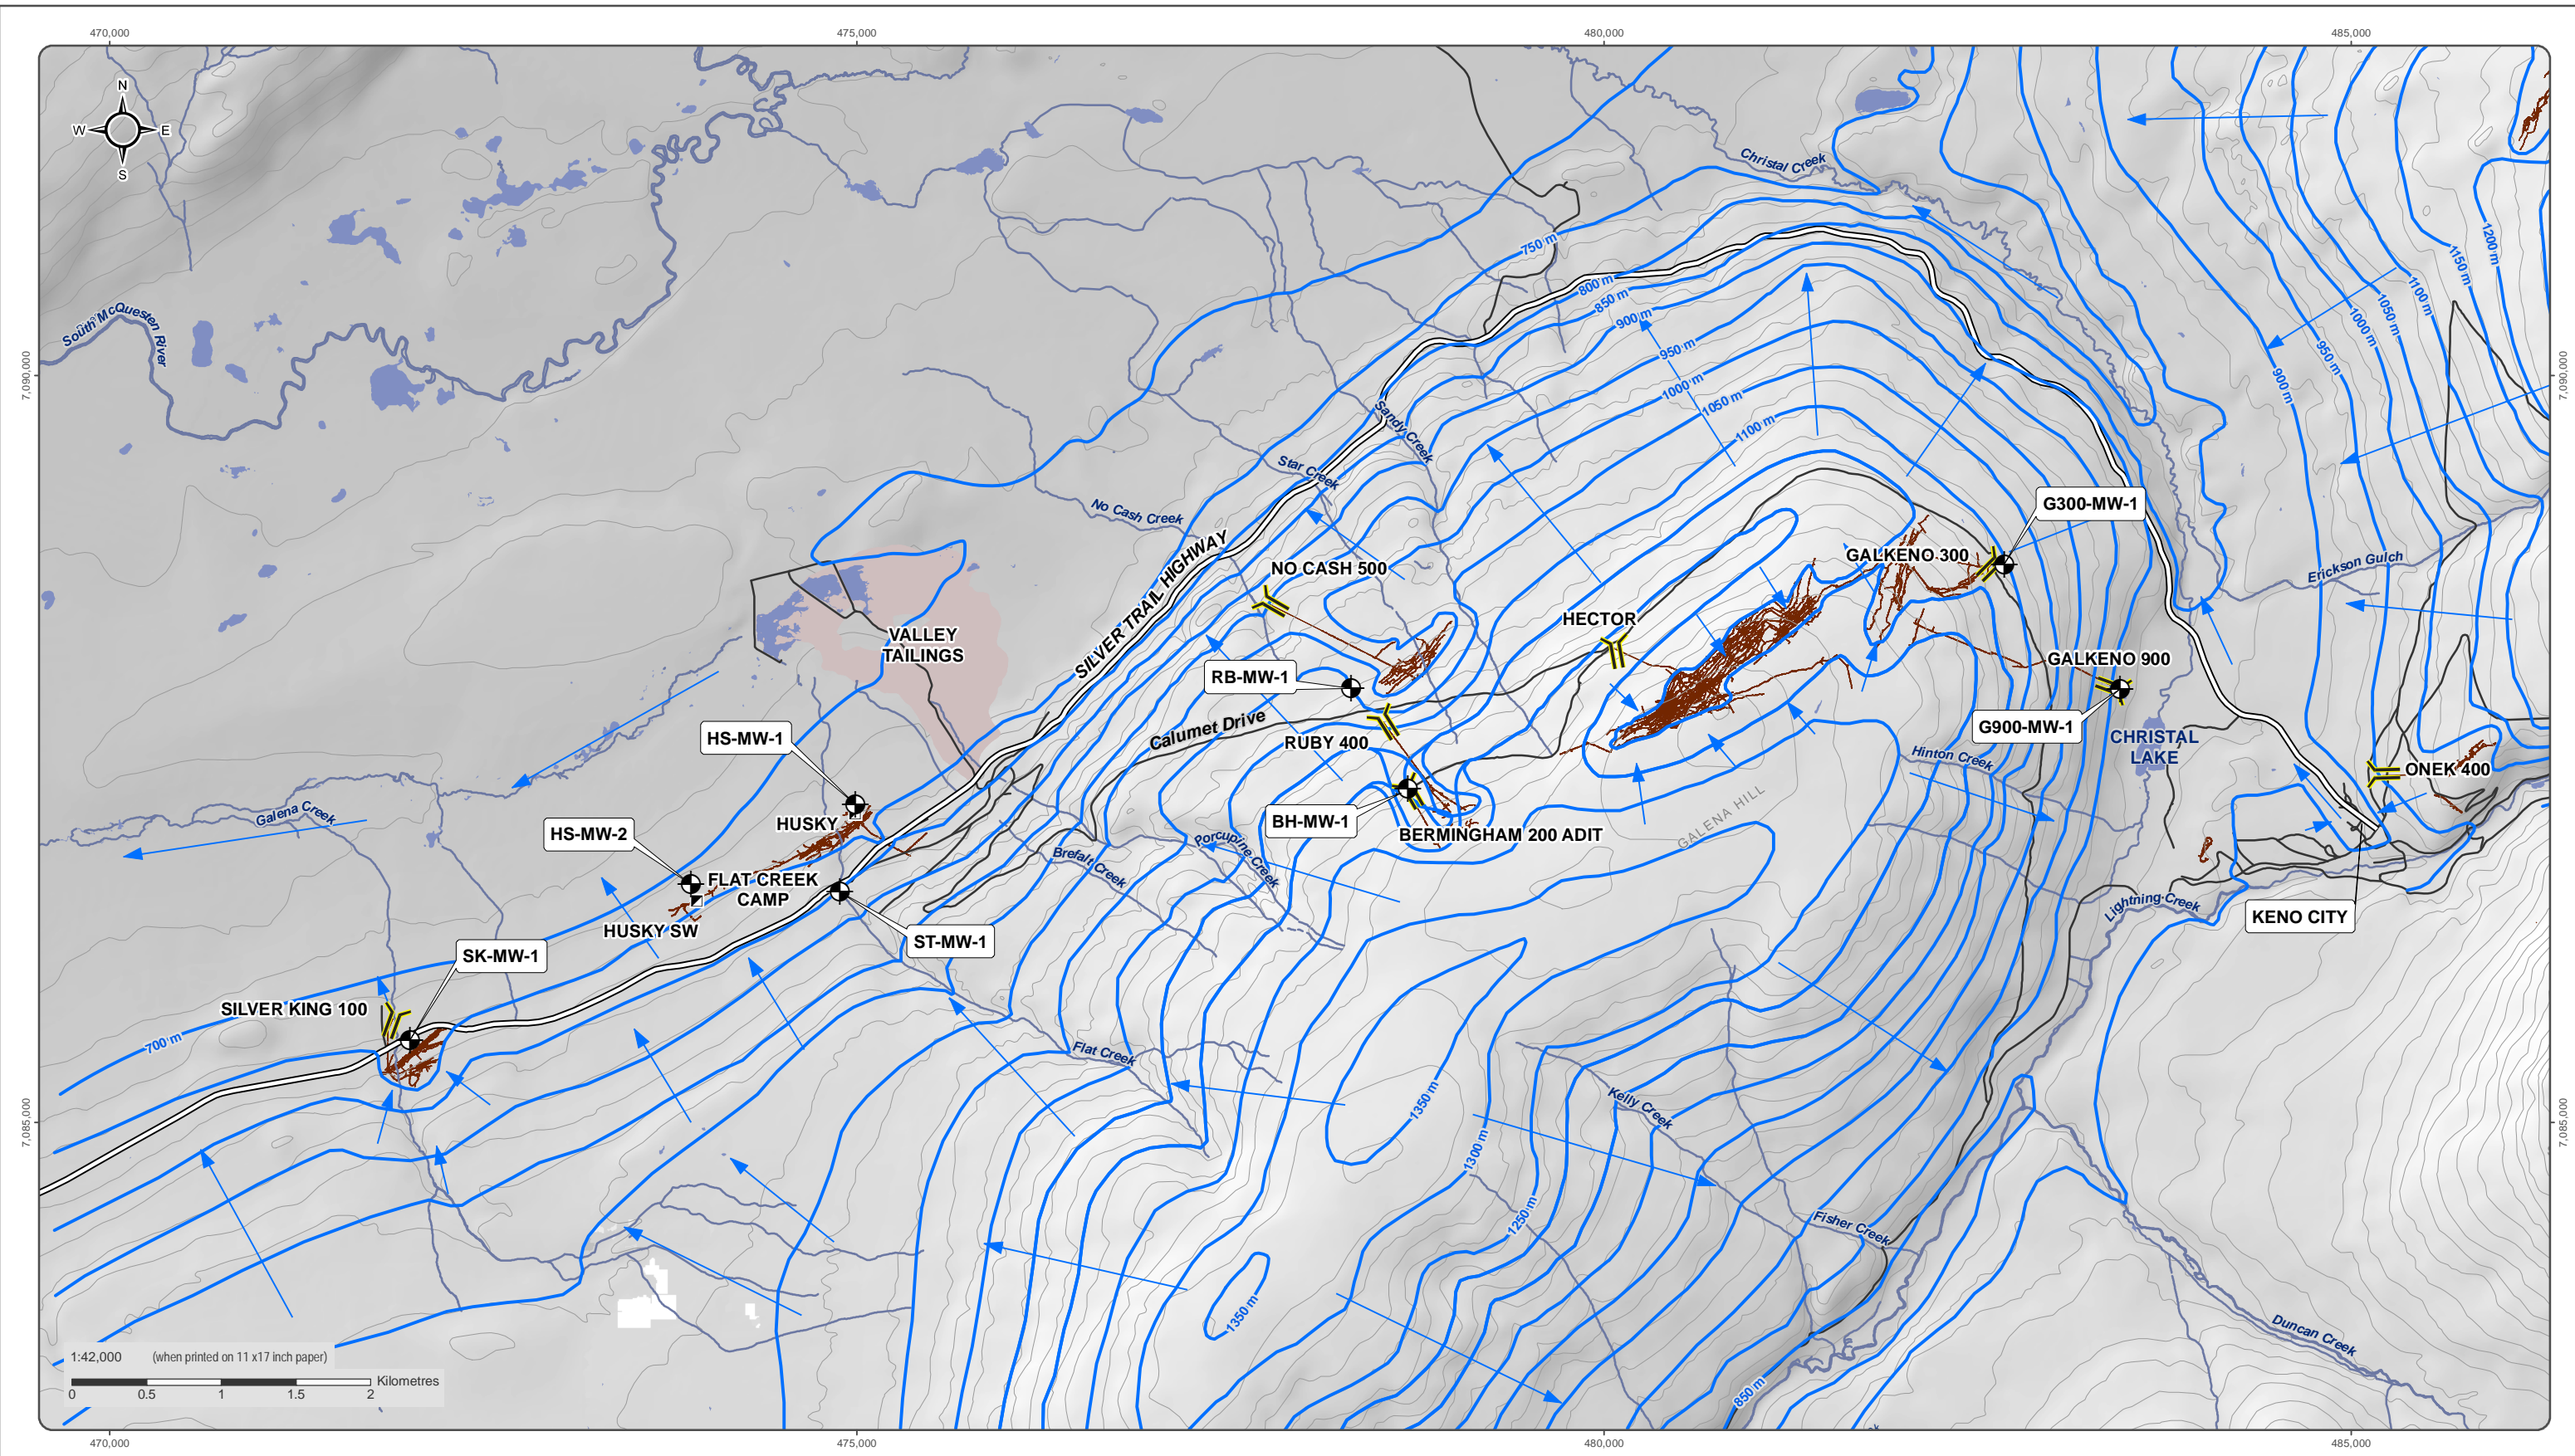 470,000
475,000
480,000
485,000
N
W
E
S
Christal Creek
South McQuesten River
750 m
800 m
850 m
900 m
950 m
1000 m
1050 m
1100 m
1200 m
1150 m
1100 m
1050 m
1000 m
950 m
900 m
7,090,000
7,090,000
Sandy Creek
Star Creek
No Cash Creek
SILVER TRAIL HIGHWAY
G300-MW-1
GALKENO 300
Erickson Gulch
NO CASH 500
HECTOR
VALLEY
TAILINGS
GALKENO 900
RB-MW-1
Calumet Drive
RUBY 400
G900-MW-1
CHRISTAL
LAKE
HS-MW-1
Hinton Creek
ONEK 400
Galena Creek
HUSKY
HS-MW-2
BH-MW-1
BERMINGHAM 200 ADIT
GALENA HILL
Porcupine Creek
Brefalt Creek
FLAT CREEK
CAMP
HUSKY SW
Lightning Creek
KENO CITY
ST-MW-1
SK-MW-1
SILVER KING 100
700 m
Flat Creek
1350 m
Kelly Creek
1300 m
7,085,000
7,085,000
1250 m
Fisher Creek
1350 m
Duncan Creek
850 m
1:42,000 (when printed on 11 x17 inch paper)
Kilometres
0 0.5 1 1.5 2
470,000
475,000
480,000
485,000